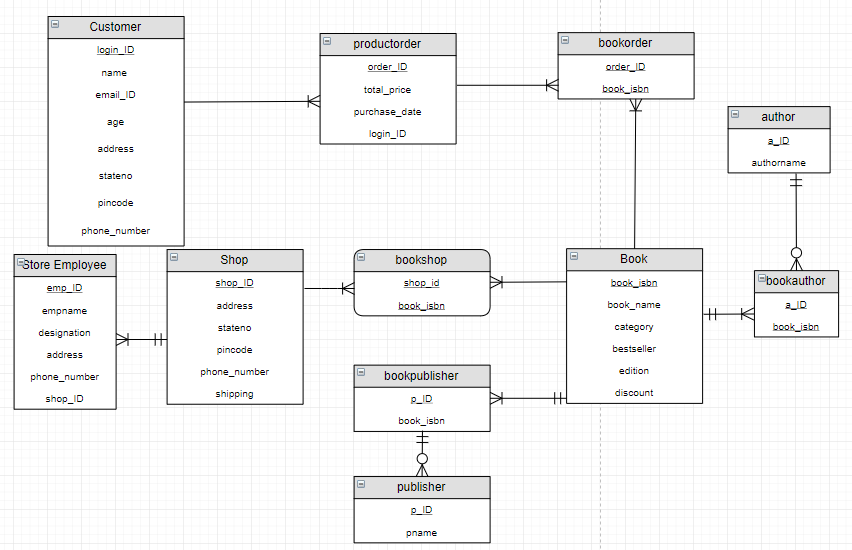 Customer
login_ID
name
email_ID
age
address
stateno
pincode
phone_number
productorder
order_ID
total_price
purchase_date
login_ID
bookorder
order_ID
book_isbn
author
a_ID
authorname
Store Employee
emp_ID
empname
designation
address
phone_number
shop_ID
Shop
shop_ID
address
stateno
pincode
phone_number
shipping
bookshop
shop_id
book_isbn
Book
book_isbn
book_name
category
bestseller
edition
discount
bookauthor
a_ID
book_isbn
bookpublisher
p_ID
book_isbn
publisher
p_ID
pname